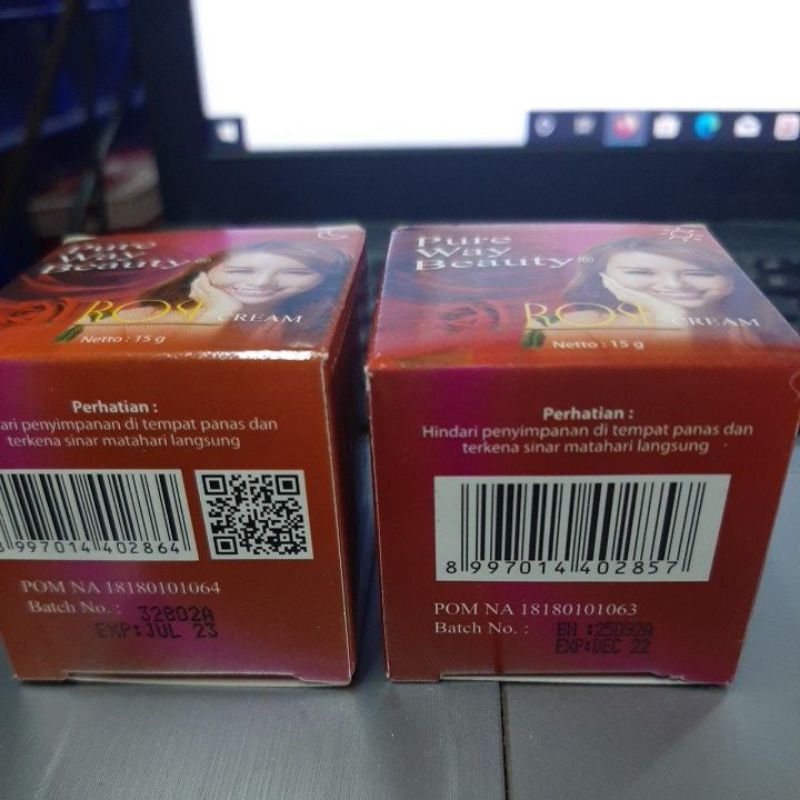 Pure
Way
Beauty®
ROSE CREAM
Netto : 15 g
Perhatian :
dari penyimpanan di tempat panas dan
terkena sinar matahari langsung
8 997014 402864
POM NA 18180101064
Batch No. : 32802A
EXP:JUL 23
Pure
Way
Beauty®
ROSE CREAM
Netto : 15 g
Perhatian :
Hindari penyimpanan di tempat panas dan
terkena sinar matahari langsung
8 997014 402857
POM NA 18180101063
Batch No. : BN :25092A
EXP:DEC 22